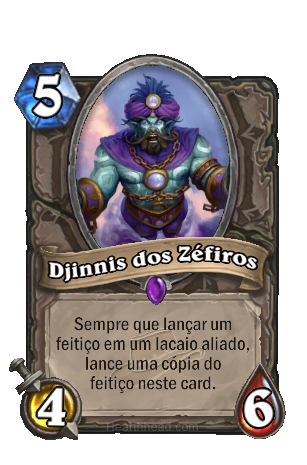 5
Djinnis dos Zéfiros
Sempre que lançar um
feitiço em um lacaio aliado,
lance uma cópia do
feitiço neste card.
4
6